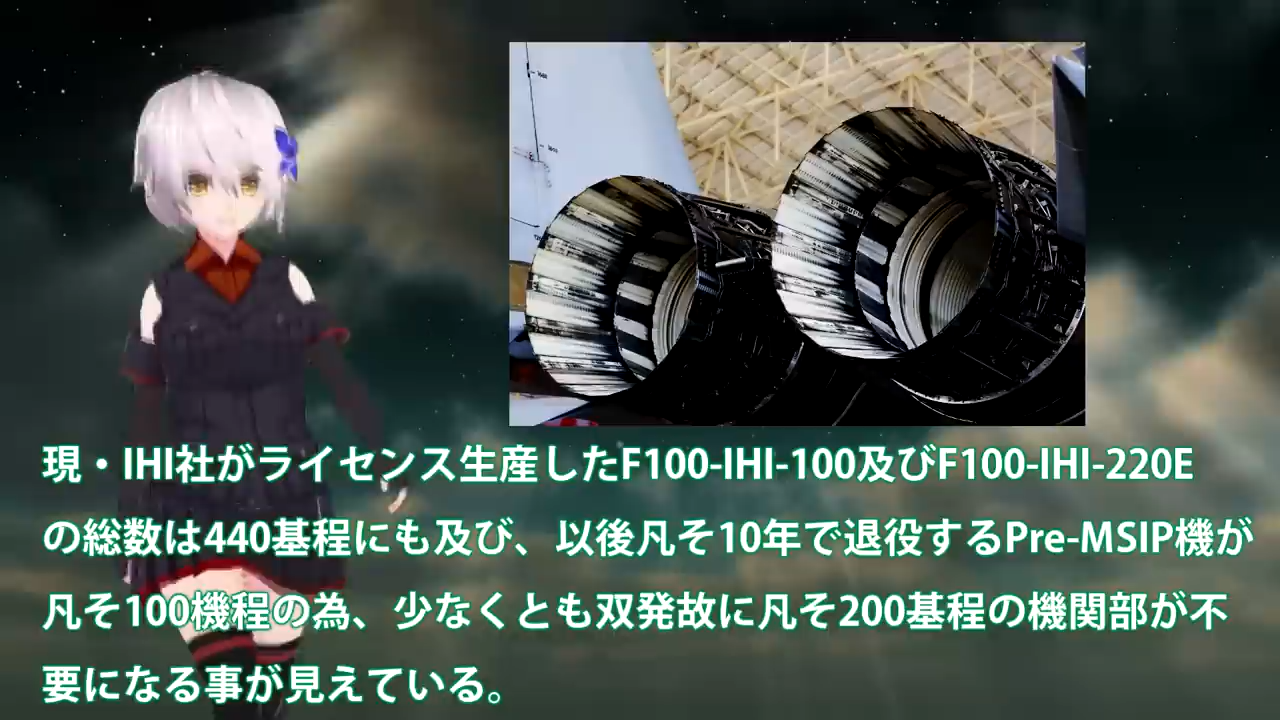 現・IHI社がライセンス生産したF100-IHI-100及びF100-IHI-220E
の総数は440基程にも及び、以後凡そ10年で退役するPre-MSIP機が
凡そ100機程の為、少なくとも双発故に凡そ200基程の機関部が不
要になる事が見えている。